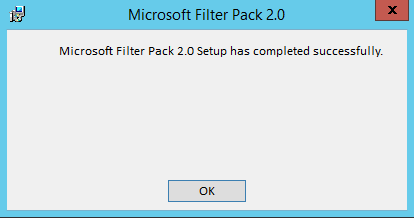 Microsoft Filter Pack 2.0
x
Microsoft Filter Pack 2.0 Setup has completed successfully.
OK